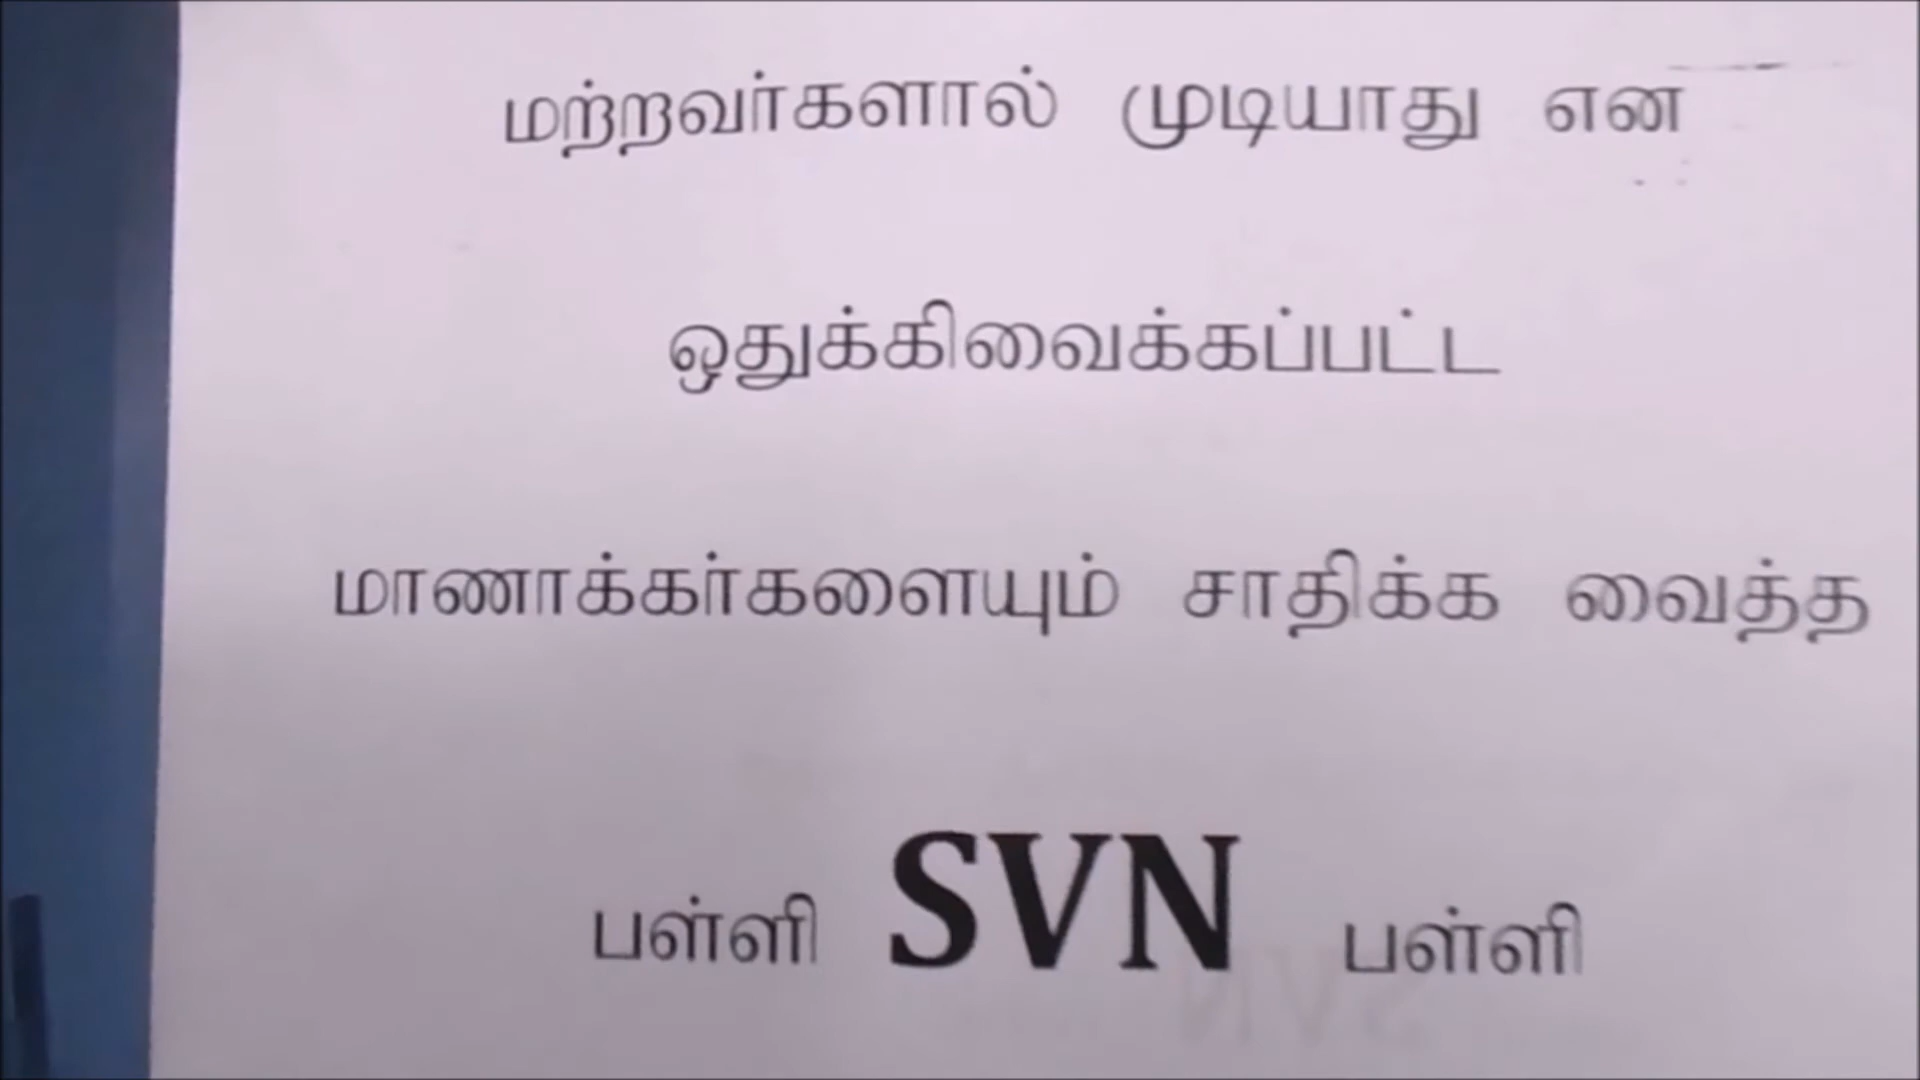 மற்றவர்களால் முடியாது என
ஒதுக்கிவைக்கப்பட்ட
மாணாக்கர்களையும் சாதிக்க வைத்த
பள்ளி SVN பள்ளி